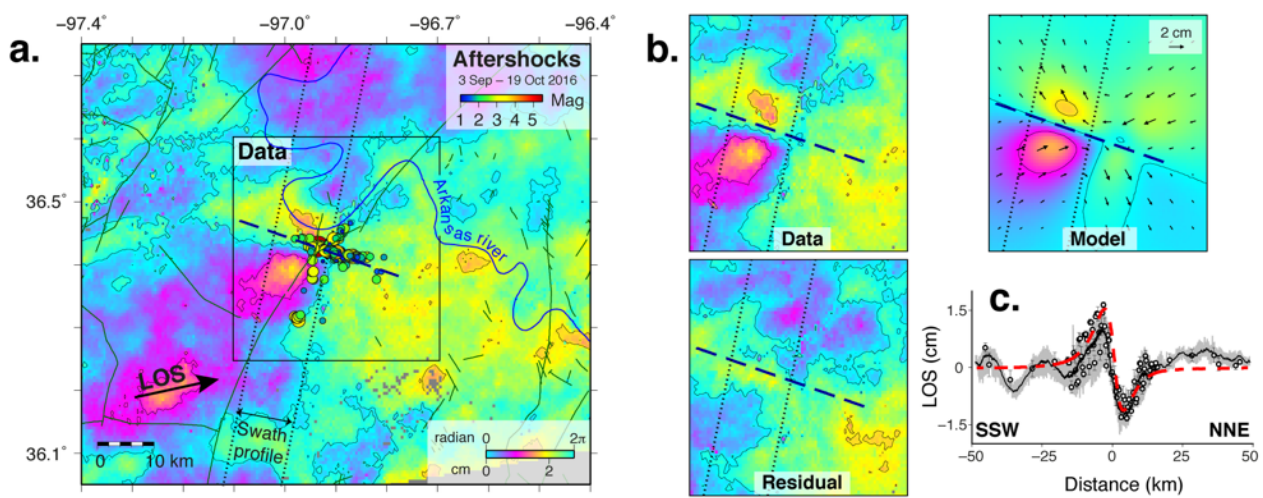 a.
−97.4
−97.0
−96.7
−96.4
36.5°
36.1°
Aftershocks
3 Sep – 19 Oct 2016
Mag
1 2 3 4 5
Data
Arkansas river
LOS
Swath
profile
0 10 km
radian 0 2π
cm 0 2
b.
Data
2 cm
Model
Residual
c.
LOS (cm)
1.5
0
−1.5
SSW
NNE
−50 −25 0 25 50
Distance (km)